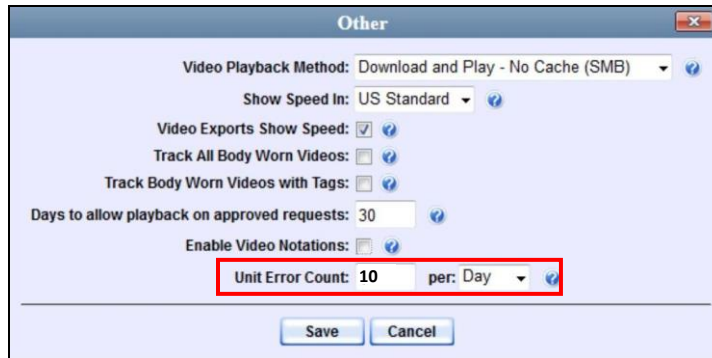 Other
Video Playback Method: Download and Play - No Cache (SMB)
Show Speed In: US Standard
Video Exports Show Speed:
Track All Body Worn Videos:
Track Body Worn Videos with Tags:
Days to allow playback on approved requests: 30
Enable Video Notations:
Unit Error Count: 10 per: Day
Save Cancel